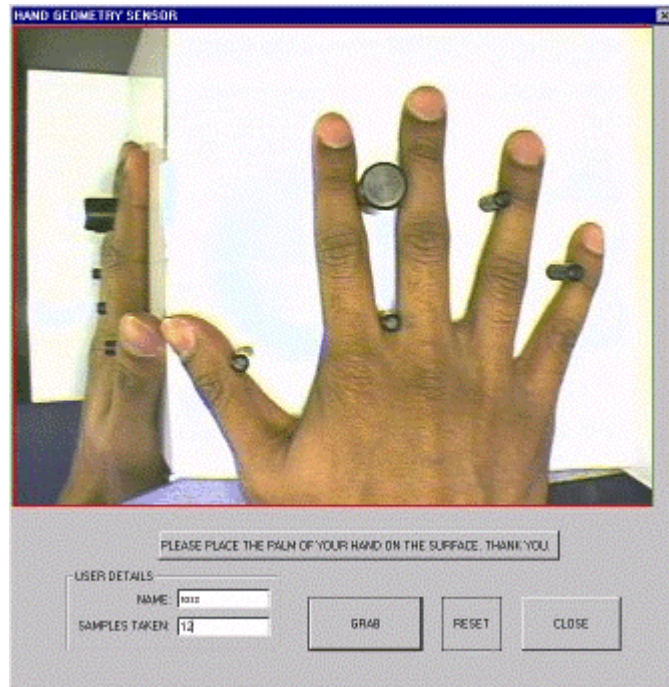 HAND GEOMETRY SENSOR
PLEASE PLACE THE PALM OF YOUR HAND ON THE SURFACE. THANK YOU.
USER DETAILS
NAME:
SAMPLES TAKEN: 12
GRAB RESET CLOSE